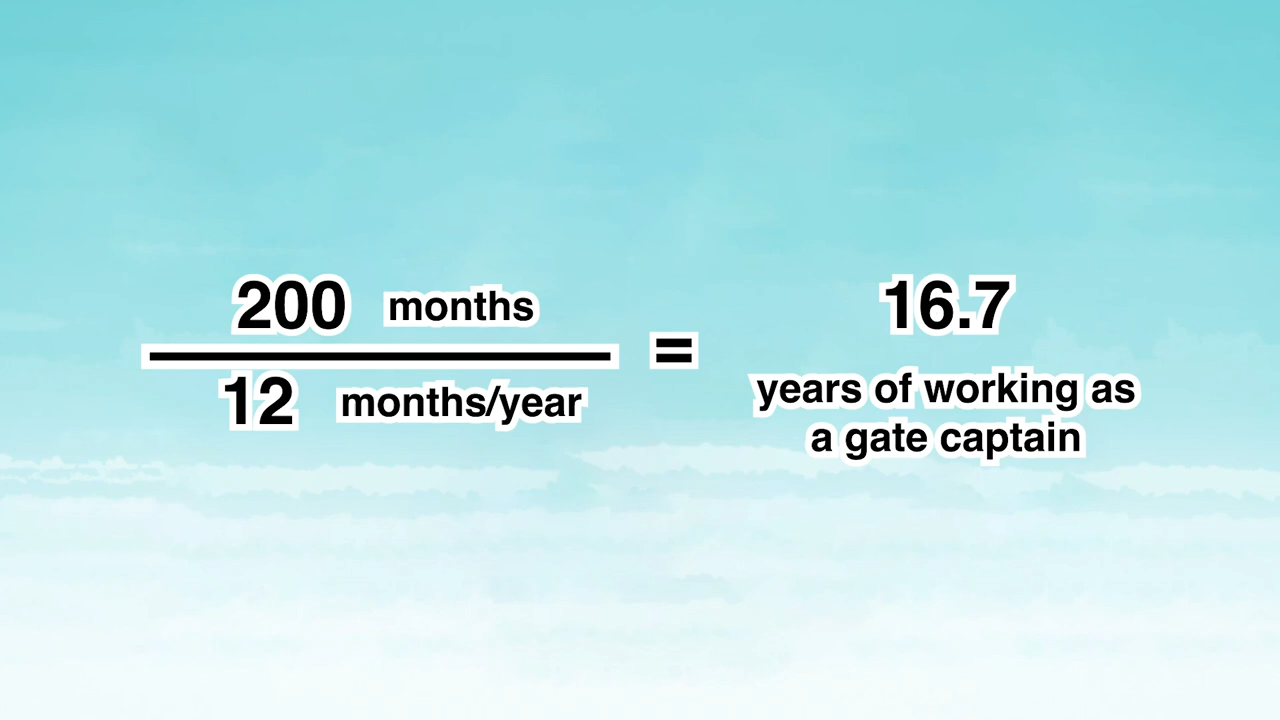 200 months
12 months/year
=
16.7
years of working as
a gate captain